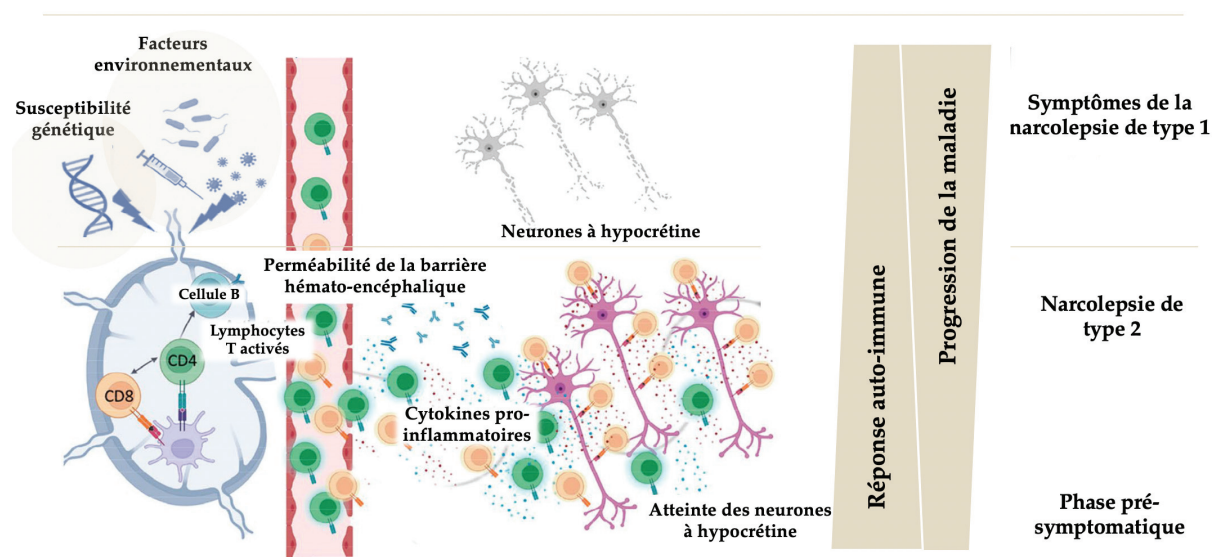 Facteurs
environnementaux
Susceptibilité
génétique
Neurones à hypocrétine
Perméabilité de la barrière
hémato-encéphalique
Cellule B
Lymphocytes
T activés
CD4
CD8
Cytokines pro-
inflammatoires
Atteinte des neurones
à hypocrétine
Réponse auto-immune
Progression de la maladie
Symptômes de la
narcolepsie de type 1
Narcolepsie de
type 2
Phase pré-
symptomatique